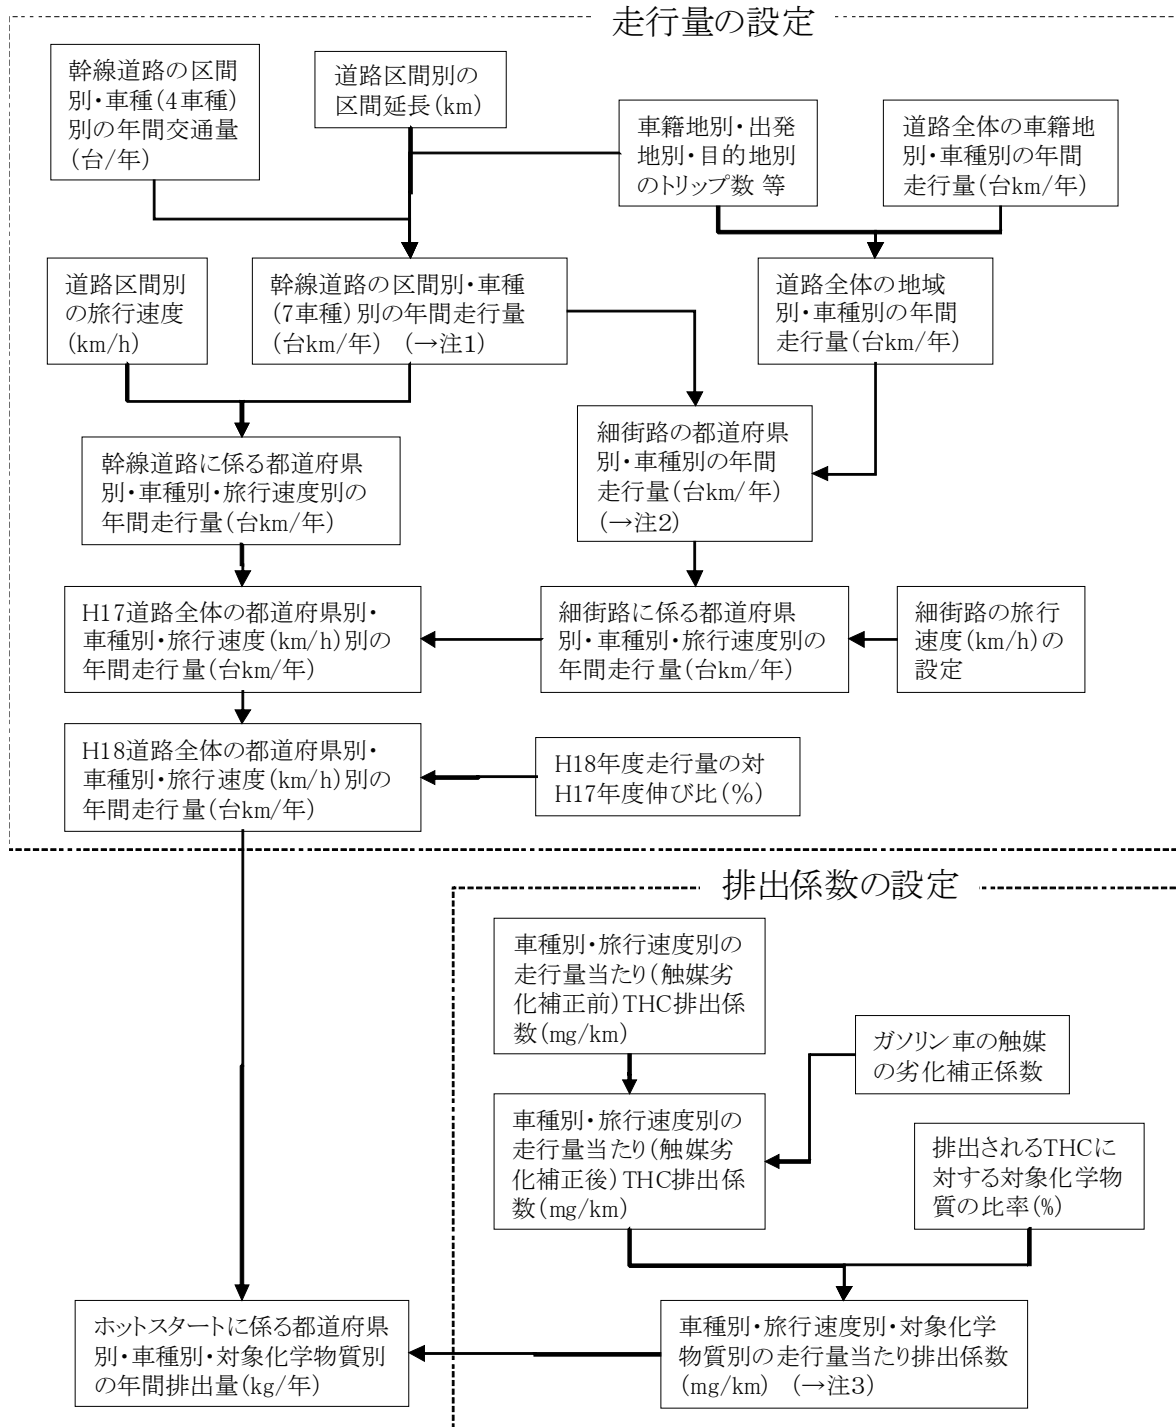 走行量の設定
幹線道路の区間
別・車種(4車種)
別の年間交通量
(台/年)
道路区間別の
区間延長(km)
車籍地別・出発
地別・目的地別
のトリップ数 等
道路全体の車籍地
別・車種別の年間
走行量(台km/年)
道路区間別
の旅行速度
(km/h)
幹線道路の区間別・車種
(7車種)別の年間走行量
(台km/年) (→注1)
道路全体の地域
別・車種別の年間
走行量(台km/年)
幹線道路に係る都道府県
別・車種別・旅行速度別の
年間走行量(台km/年)
細街路の都道府県
別・車種別の年間
走行量(台km/年)
(→注2)
H17道路全体の都道府県別・
車種別・旅行速度(km/h)別の
年間走行量(台km/年)
細街路に係る都道府県
別・車種別・旅行速度別の
年間走行量(台km/年)
細街路の旅行
速度(km/h)の
設定
H18道路全体の都道府県別・
車種別・旅行速度(km/h)別の
年間走行量(台km/年)
H18年度走行量の対
H17年度伸び比(%)
排出係数の設定
車種別・旅行速度別の
走行量当たり(触媒劣
化補正前)THC排出係
数(mg/km)
ガソリン車の触媒
の劣化補正係数
車種別・旅行速度別の
走行量当たり(触媒劣
化補正後)THC排出係
数(mg/km)
排出されるTHCに
対する対象化学物
質の比率(%)
ホットスタートに係る都道府県
別・車種別・対象化学物質別
の年間排出量(kg/年)
車種別・旅行速度別・対象化学
物質別の走行量当たり排出係数
(mg/km) (→注3)